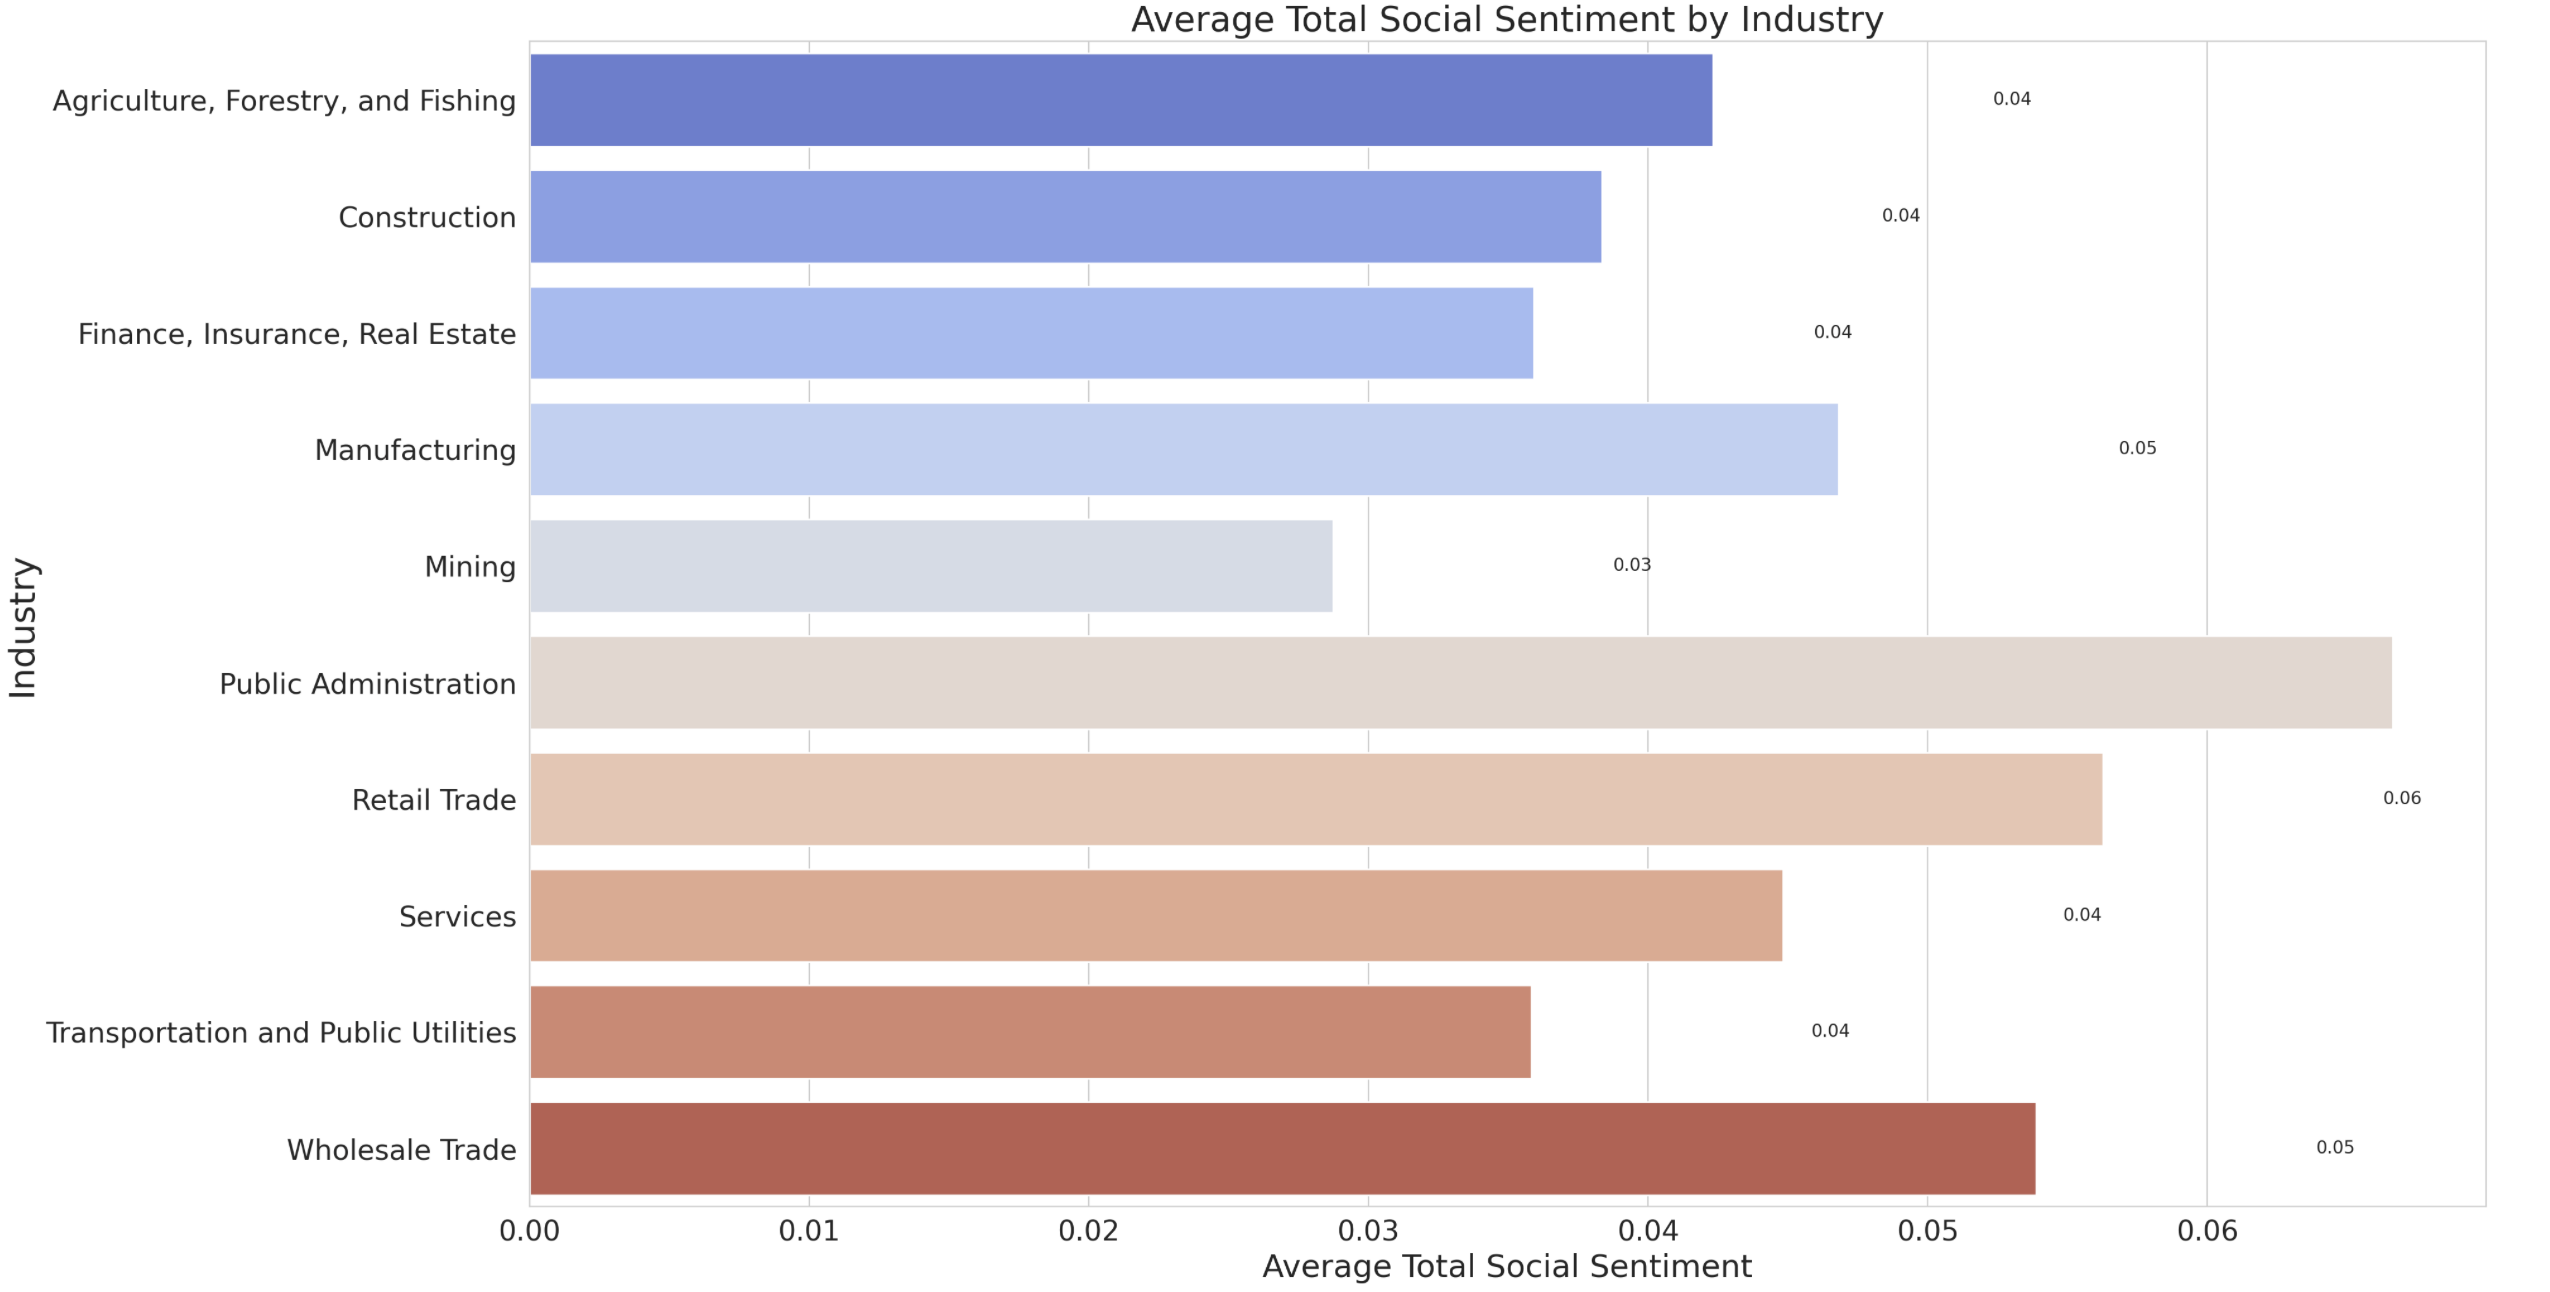 Average Total Social Sentiment by Industry
Agriculture, Forestry, and Fishing
0.04
Construction
0.04
Finance, Insurance, Real Estate
0.04
Manufacturing
0.05
Mining
0.03
Public Administration
Retail Trade
0.06
Services
0.04
Transportation and Public Utilities
0.04
Wholesale Trade
0.05
Industry
0.00 0.01 0.02 0.03 0.04 0.05 0.06
Average Total Social Sentiment